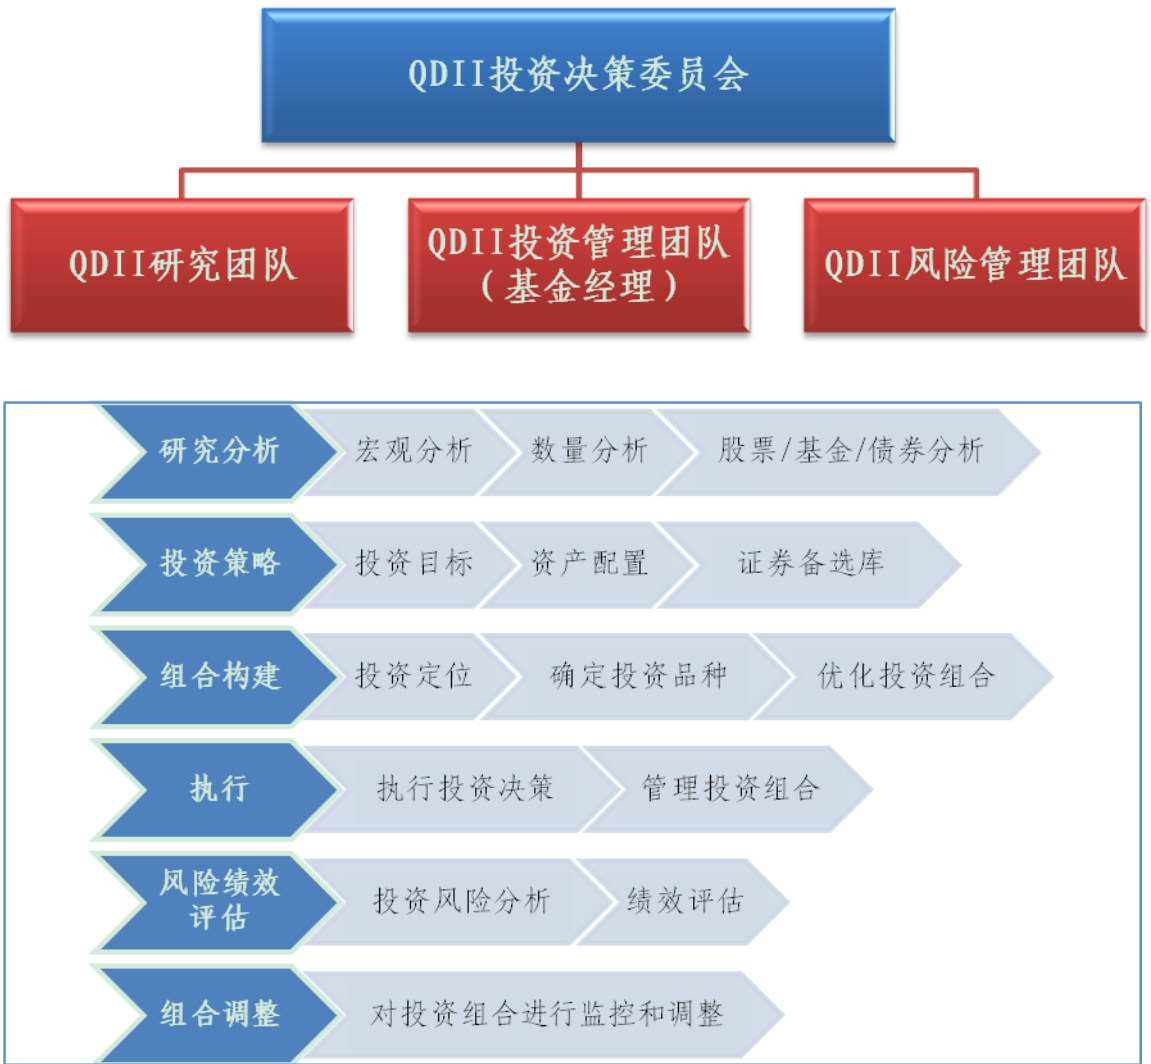 QDII投资决策委员会
QDII研究团队
QDII投资管理团队
（基金经理）
QDII风险管理团队
研究分析
宏观分析
数量分析
股票/基金/债券分析
投资策略
投资目标
资产配置
证券备选库
组合构建
投资定位
确定投资品种
优化投资组合
执行
执行投资决策
管理投资组合
风险绩效
评估
投资风险分析
绩效评估
组合调整
对投资组合进行监控和调整